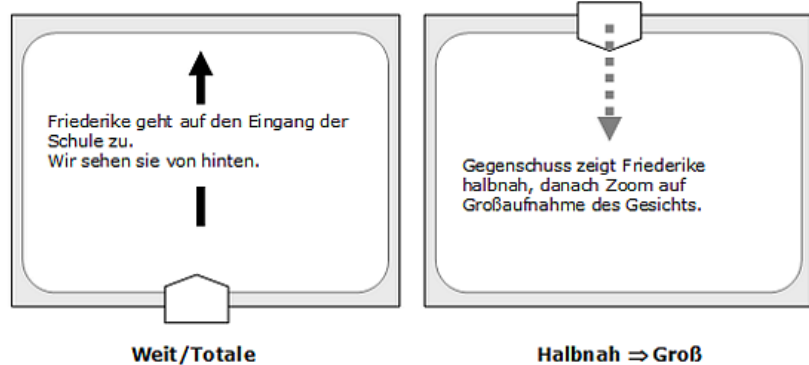 Friederike geht auf den Eingang der
Schule zu.
Wir sehen sie von hinten.
Gegenschuss zeigt Friederike
halbnah, danach Zoom auf
Großaufnahme des Gesichts.
Weit/Totale
Halbnah ⇒ Groß